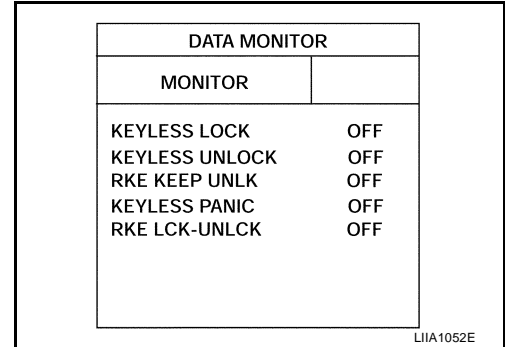 DATA MONITOR
MONITOR
KEYLESS LOCK OFF
KEYLESS UNLOCK OFF
RKE KEEP UNLK OFF
KEYLESS PANIC OFF
RKE LCK-UNLCK OFF
LIIA1052E